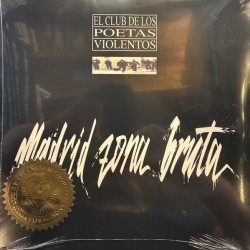 EL CLUB DE LOS
POETAS
VIOLENTOS
Madrid zona bruta